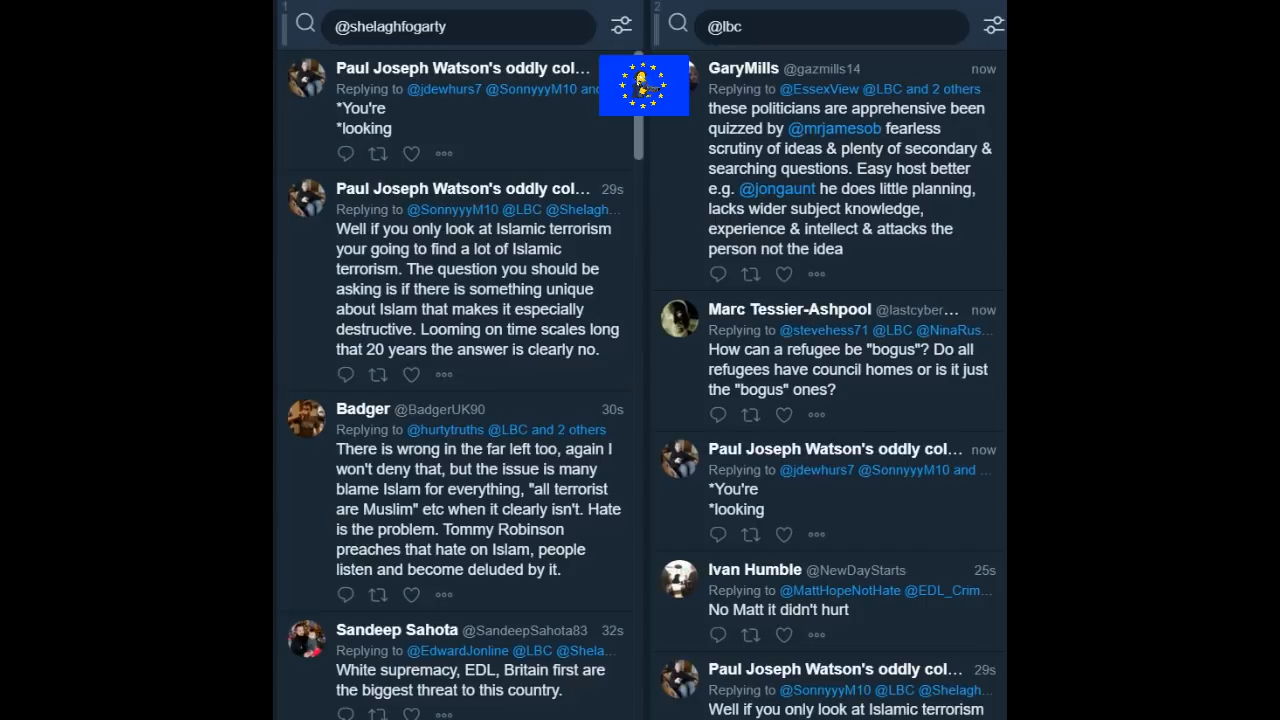 1
@shelaghfogarty
Paul Joseph Watson's oddly col...
Replying to @jdewhurs7 @SonnyyyM10 and
*You're
*looking
Paul Joseph Watson's oddly col... 29s
Replying to @SonnyyyM10 @LBC @Shelagh...
Well if you only look at Islamic terrorism
your going to find a lot of Islamic
terrorism. The question you should be
asking is if there is something unique
about Islam that makes it especially
destructive. Looming on time scales long
that 20 years the answer is clearly no.
Badger @BadgerUK90 30s
Replying to @hurtytruths @LBC and 2 others
There is wrong in the far left too, again I
won't deny that, but the issue is many
blame Islam for everything, "all terrorist
are Muslim" etc when it clearly isn't. Hate
is the problem. Tommy Robinson
preaches that hate on Islam, people
listen and become deluded by it.
Sandeep Sahota @SandeepSahota83 32s
Replying to @EdwardJonline @LBC @Shela...
White supremacy, EDL, Britain first are
the biggest threat to this country.
2
@lbc
GaryMills @gazmills14 now
Replying to @EssexView @LBC and 2 others
these politicians are apprehensive been
quizzed by @mrjamesob fearless
scrutiny of ideas & plenty of secondary &
searching questions. Easy host better
e.g. @jongaunt he does little planning,
lacks wider subject knowledge,
experience & intellect & attacks the
person not the idea
Marc Tessier-Ashpool @lastcyber... now
Replying to @stevehess71 @LBC @NinaRus...
How can a refugee be "bogus"? Do all
refugees have council homes or is it just
the "bogus" ones?
Paul Joseph Watson's oddly col... now
Replying to @jdewhurs7 @SonnyyyM10 and ...
*You're
*looking
Ivan Humble @NewDayStarts 25s
Replying to @MattHopeNotHate @EDL_Crim...
No Matt it didn't hurt
Paul Joseph Watson's oddly col... 29s
Replying to @SonnyyyM10 @LBC @Shelagh...
Well if you only look at Islamic terrorism